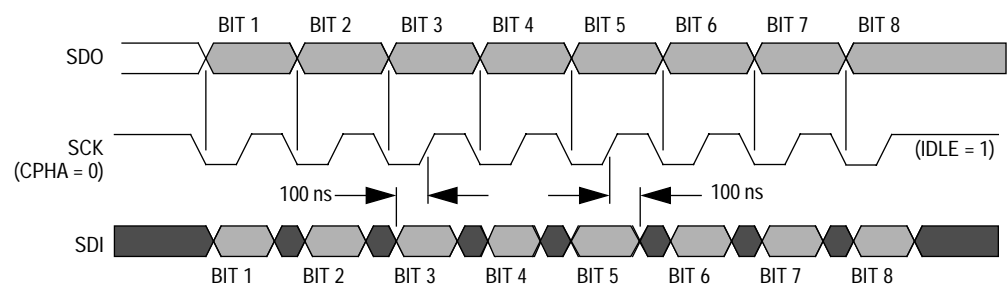 BIT 1 BIT 2 BIT 3 BIT 4 BIT 5 BIT 6 BIT 7 BIT 8
SDO
SCK
(CPHA = 0)
(IDLE = 1)
100 ns
100 ns
SDI
BIT 1 BIT 2 BIT 3 BIT 4 BIT 5 BIT 6 BIT 7 BIT 8